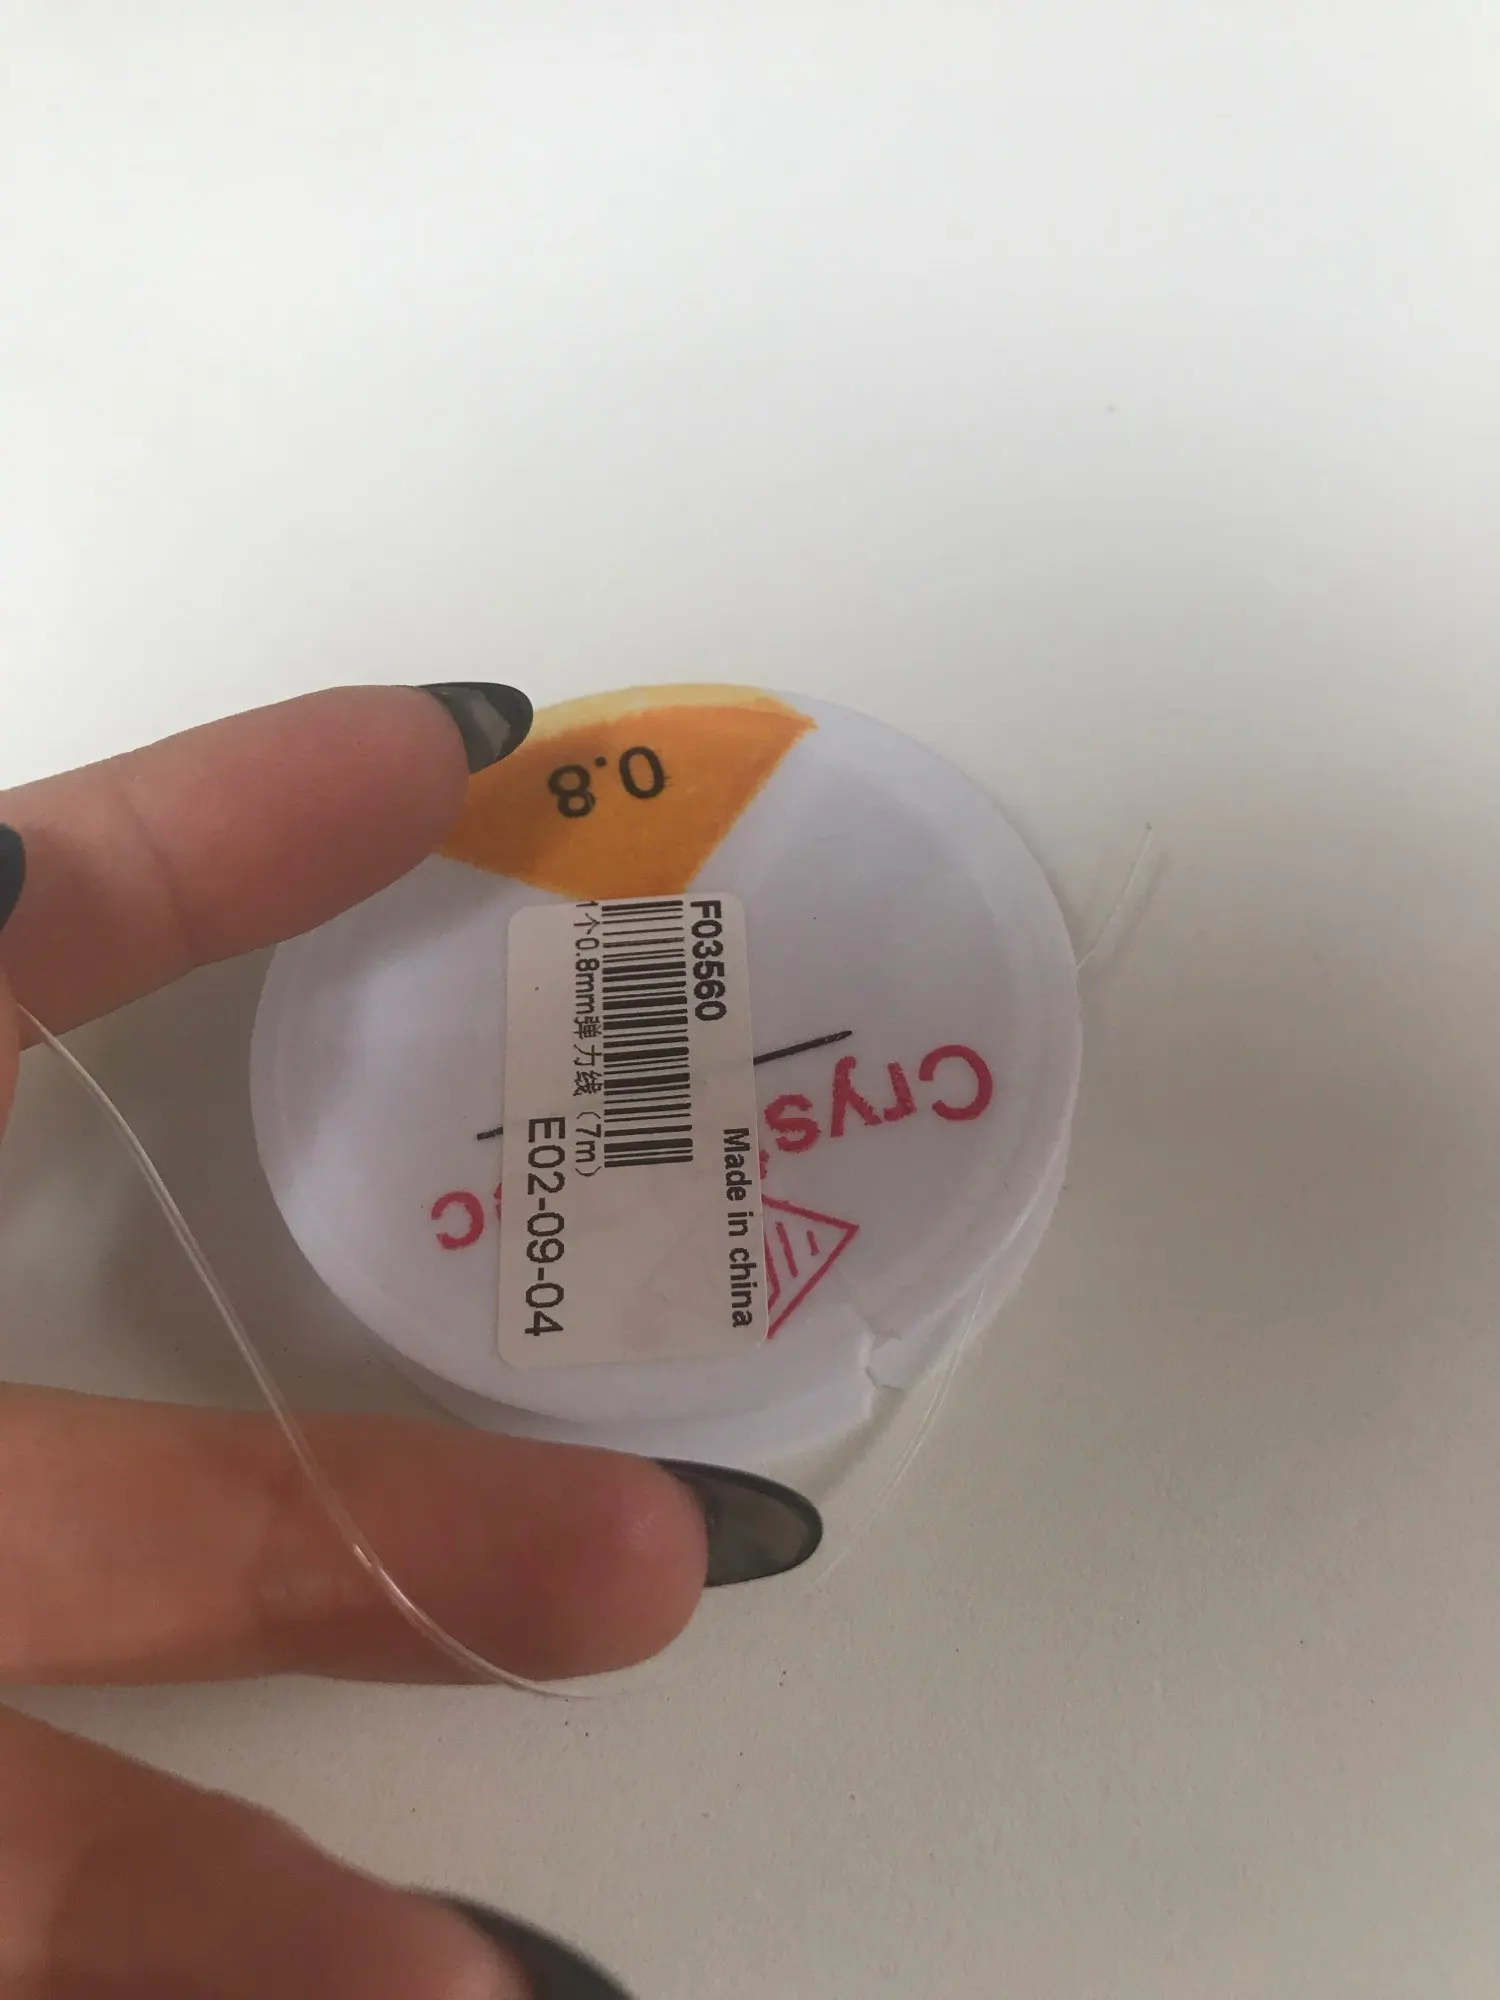 0.8
Crys
c
F03560
Made in china
1个0.8mm弹力线（7m）
E02-09-04